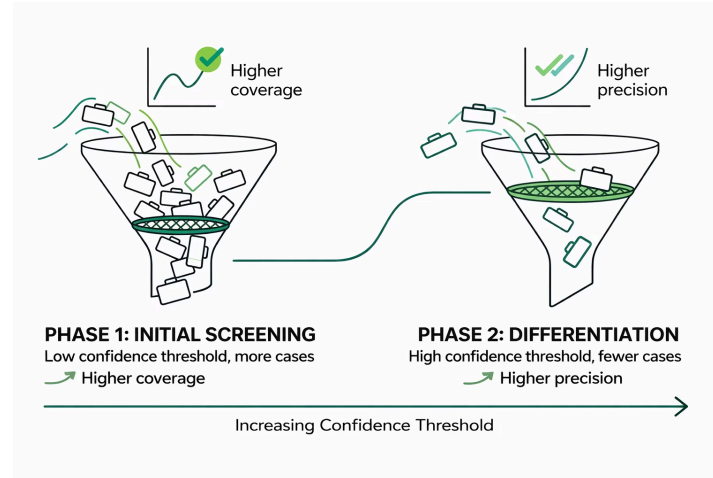 Higher
coverage
Higher
precision
PHASE 1: INITIAL SCREENING
Low confidence threshold, more cases
Higher coverage
PHASE 2: DIFFERENTIATION
High confidence threshold, fewer cases
Higher precision
Increasing Confidence Threshold